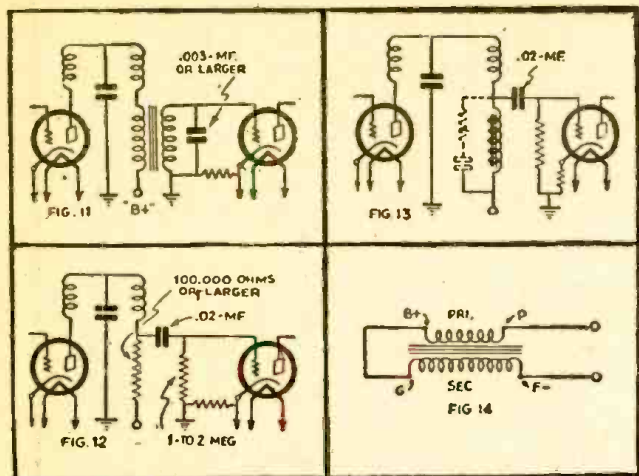 .003-MF.
OR LARGER
"B+"
FIG. 11
.02-MF.
FIG. 13
100,000 OHMS
OR LARGER
.02-MF
FIG. 12
1-TO 2 MEG
B+
PRI.
P
G
SEC
F-
FIG 14